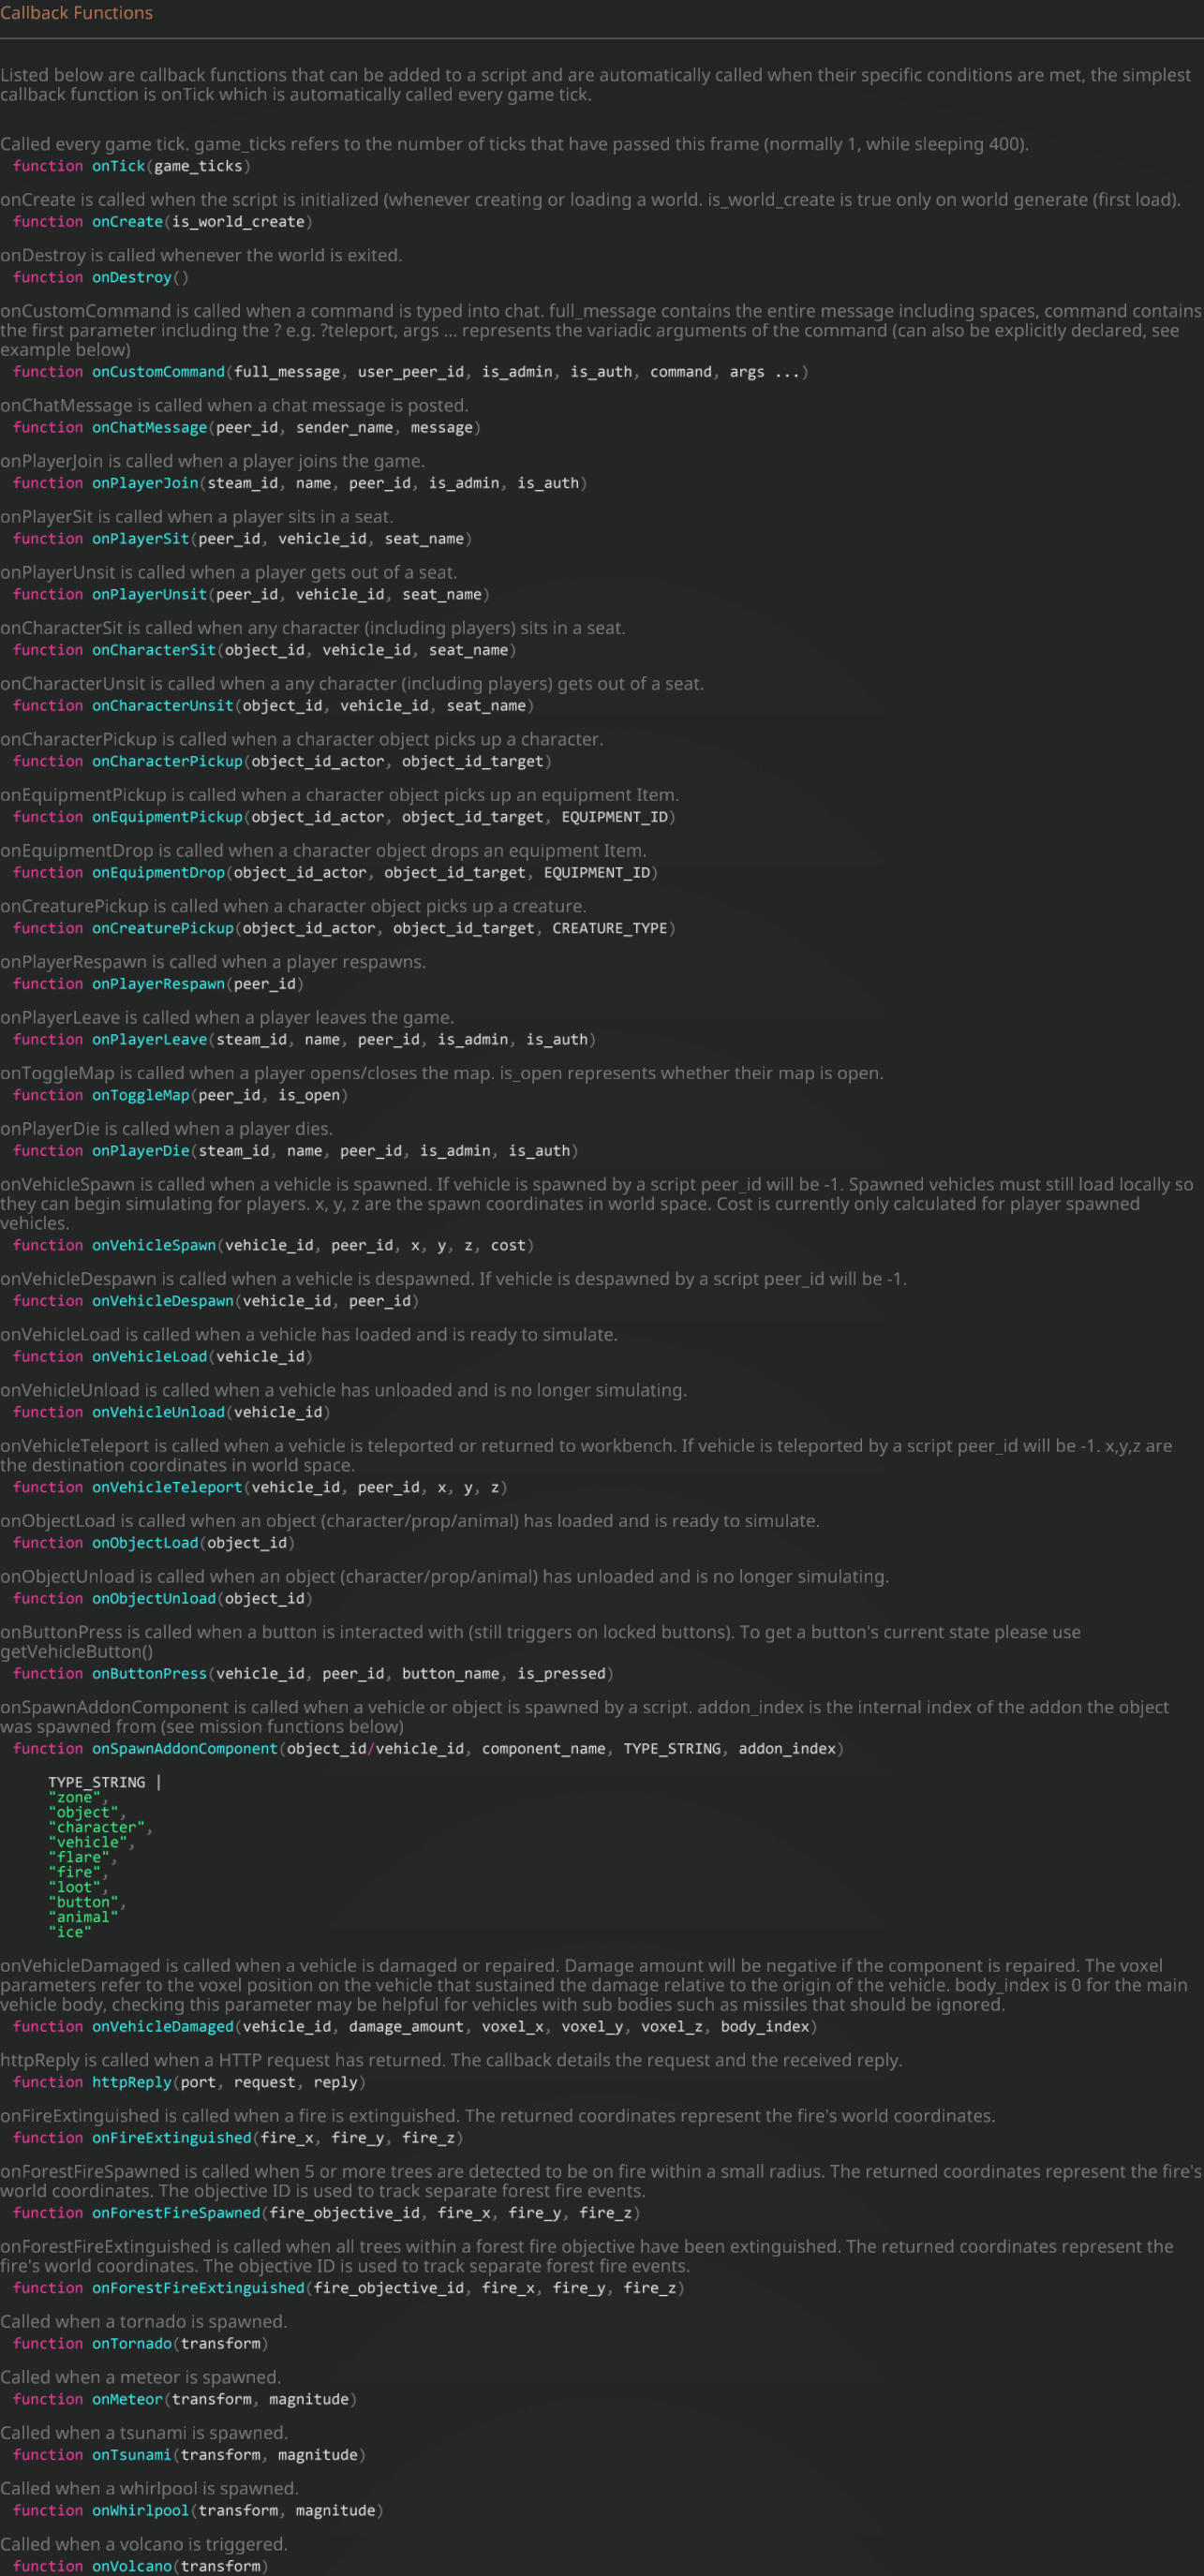 Callback Functions
Listed below are callback functions that can be added to a script and are automatically called when their specific conditions are met, the simplest
callback function is onTick which is automatically called every game tick.
Called every game tick. game_ticks refers to the number of ticks that have passed this frame (normally 1, while sleeping 400).
function onTick(game_ticks)
onCreate is called when the script is initialized (whenever creating or loading a world. is_world_create is true only on world generate (first load).
function onCreate(is_world_create)
onDestroy is called whenever the world is exited.
function onDestroy()
onCustomCommand is called when a command is typed into chat. full_message contains the entire message including spaces, command contains
the first parameter including the ? e.g. ?teleport, args ... represents the variadic arguments of the command (can also be explicitly declared, see
example below)
function onCustomCommand(full_message, user_peer_id, is_admin, is_auth, command, args ...)
onChatMessage is called when a chat message is posted.
function onChatMessage(peer_id, sender_name, message)
onPlayerJoin is called when a player joins the game.
function onPlayerJoin(steam_id, name, peer_id, is_admin, is_auth)
onPlayerSit is called when a player sits in a seat.
function onPlayerSit(peer_id, vehicle_id, seat_name)
onPlayerUnsit is called when a player gets out of a seat.
function onPlayerUnsit(peer_id, vehicle_id, seat_name)
onCharacterSit is called when any character (including players) sits in a seat.
function onCharacterSit(object_id, vehicle_id, seat_name)
onCharacterUnsit is called when a any character (including players) gets out of a seat.
function onCharacterUnsit(object_id, vehicle_id, seat_name)
onCharacterPickup is called when a character object picks up a character.
function onCharacterPickup(object_id_actor, object_id_target)
onEquipmentPickup is called when a character object picks up an equipment Item.
function onEquipmentPickup(object_id_actor, object_id_target, EQUIPMENT_ID)
onEquipmentDrop is called when a character object drops an equipment Item.
function onEquipmentDrop(object_id_actor, object_id_target, EQUIPMENT_ID)
onCreaturePickup is called when a character object picks up a creature.
function onCreaturePickup(object_id_actor, object_id_target, CREATURE_TYPE)
onPlayerRespawn is called when a player respawns.
function onPlayerRespawn(peer_id)
onPlayerLeave is called when a player leaves the game.
function onPlayerLeave(steam_id, name, peer_id, is_admin, is_auth)
onToggleMap is called when a player opens/closes the map. is_open represents whether their map is open.
function onToggleMap(peer_id, is_open)
onPlayerDie is called when a player dies.
function onPlayerDie(steam_id, name, peer_id, is_admin, is_auth)
onVehicleSpawn is called when a vehicle is spawned. If vehicle is spawned by a script peer_id will be -1. Spawned vehicles must still load locally so
they can begin simulating for players. x, y, z are the spawn coordinates in world space. Cost is currently only calculated for player spawned
vehicles.
function onVehicleSpawn(vehicle_id, peer_id, x, y, z, cost)
onVehicleDespawn is called when a vehicle is despawned. If vehicle is despawned by a script peer_id will be -1.
function onVehicleDespawn(vehicle_id, peer_id)
onVehicleLoad is called when a vehicle has loaded and is ready to simulate.
function onVehicleLoad(vehicle_id)
onVehicleUnload is called when a vehicle has unloaded and is no longer simulating.
function onVehicleUnload(vehicle_id)
onVehicleTeleport is called when a vehicle is teleported or returned to workbench. If vehicle is teleported by a script peer_id will be -1. x,y,z are
the destination coordinates in world space.
function onVehicleTeleport(vehicle_id, peer_id, x, y, z)
onObjectLoad is called when an object (character/prop/animal) has loaded and is ready to simulate.
function onObjectLoad(object_id)
onObjectUnload is called when an object (character/prop/animal) has unloaded and is no longer simulating.
function onObjectUnload(object_id)
onButtonPress is called when a button is interacted with (still triggers on locked buttons). To get a button's current state please use
getVehicleButton()
function onButtonPress(vehicle_id, peer_id, button_name, is_pressed)
onSpawnAddonComponent is called when a vehicle or object is spawned by a script. addon_index is the internal index of the addon the object
was spawned from (see mission functions below)
function onSpawnAddonComponent(object_id/vehicle_id, component_name, TYPE_STRING, addon_index)
TYPE_STRING |
"zone",
"object",
"character",
"vehicle",
"flare",
"fire",
"loot",
"button",
"animal"
"ice"
onVehicleDamaged is called when a vehicle is damaged or repaired. Damage amount will be negative if the component is repaired. The voxel
parameters refer to the voxel position on the vehicle that sustained the damage relative to the origin of the vehicle. body_index is 0 for the main
vehicle body, checking this parameter may be helpful for vehicles with sub bodies such as missiles that should be ignored.
function onVehicleDamaged(vehicle_id, damage_amount, voxel_x, voxel_y, voxel_z, body_index)
httpReply is called when a HTTP request has returned. The callback details the request and the received reply.
function httpReply(port, request, reply)
onFireExtinguished is called when a fire is extinguished. The returned coordinates represent the fire's world coordinates.
function onFireExtinguished(fire_x, fire_y, fire_z)
onForestFireSpawned is called when 5 or more trees are detected to be on fire within a small radius. The returned coordinates represent the fire's
world coordinates. The objective ID is used to track separate forest fire events.
function onForestFireSpawned(fire_objective_id, fire_x, fire_y, fire_z)
onForestFireExtinguished is called when all trees within a forest fire objective have been extinguished. The returned coordinates represent the
fire's world coordinates. The objective ID is used to track separate forest fire events.
function onForestFireExtinguished(fire_objective_id, fire_x, fire_y, fire_z)
Called when a tornado is spawned.
function onTornado(transform)
Called when a meteor is spawned.
function onMeteor(transform, magnitude)
Called when a tsunami is spawned.
function onTsunami(transform, magnitude)
Called when a whirlpool is spawned.
function onWhirlpool(transform, magnitude)
Called when a volcano is triggered.
function onVolcano(transform)